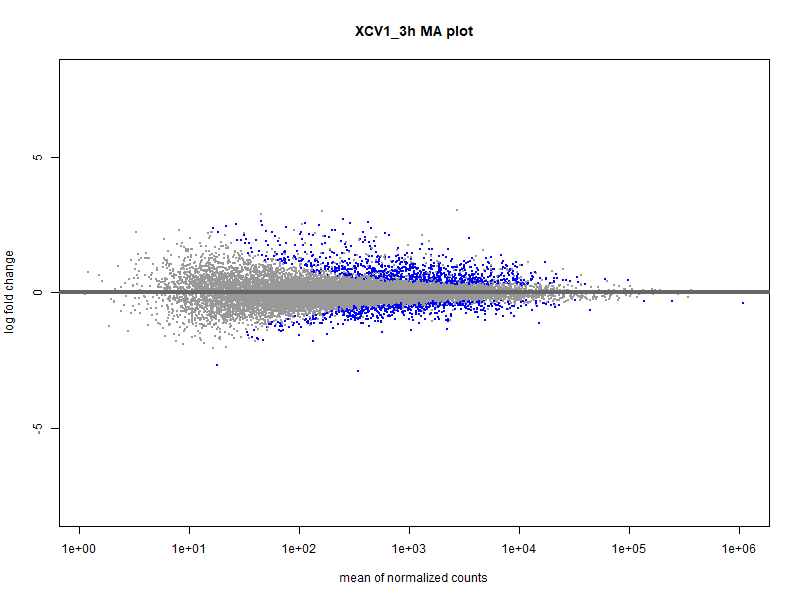 XCV1_3h MA plot
log fold change
5
0
-5
1e+00 1e+01 1e+02 1e+03 1e+04 1e+05 1e+06
mean of normalized counts